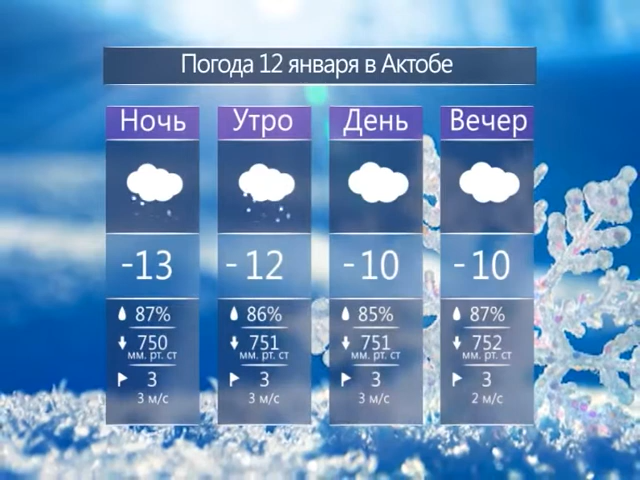 Погода 12 января в Актобе
Ночь Утро День Вечер
-13 -12 -10 -10
87% 86% 85% 87%
750 751 751 752
мм. рт. ст мм. рт. ст мм. рт. ст мм. рт. ст
3 3 3 3
3 м/с 3 м/с 3 м/с 2 м/с